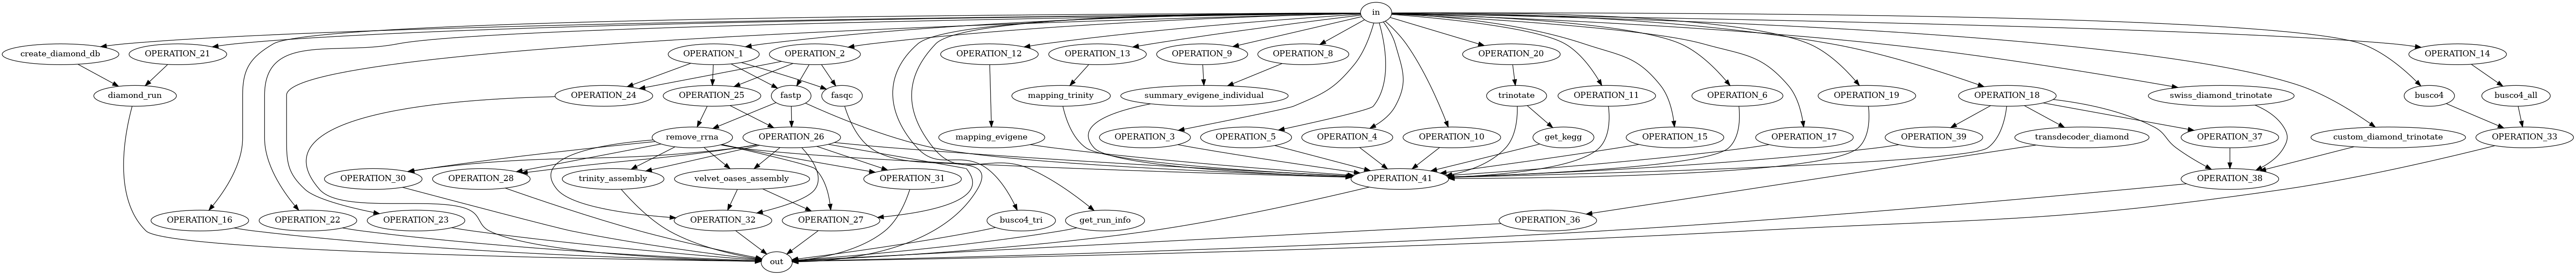 in
create_diamond_db
OPERATION_21
OPERATION_1
OPERATION_2
OPERATION_12
OPERATION_13
OPERATION_9
OPERATION_8
OPERATION_20
OPERATION_14
diamond_run
OPERATION_24
OPERATION_25
fastp
fasqc
mapping_trinity
summary_evigene_individual
trinotate
OPERATION_11
OPERATION_6
OPERATION_19
OPERATION_18
swiss_diamond_trinotate
busco4
busco4_all
remove_rrna
OPERATION_26
mapping_evigene
OPERATION_3
OPERATION_5
OPERATION_4
OPERATION_10
get_kegg
OPERATION_15
OPERATION_17
OPERATION_39
transdecoder_diamond
OPERATION_37
custom_diamond_trinotate
OPERATION_33
OPERATION_30
OPERATION_28
trinity_assembly
velvet_oases_assembly
OPERATION_31
OPERATION_41
OPERATION_38
OPERATION_16
OPERATION_22
OPERATION_23
OPERATION_32
OPERATION_27
busco4_tri
get_run_info
OPERATION_36
out